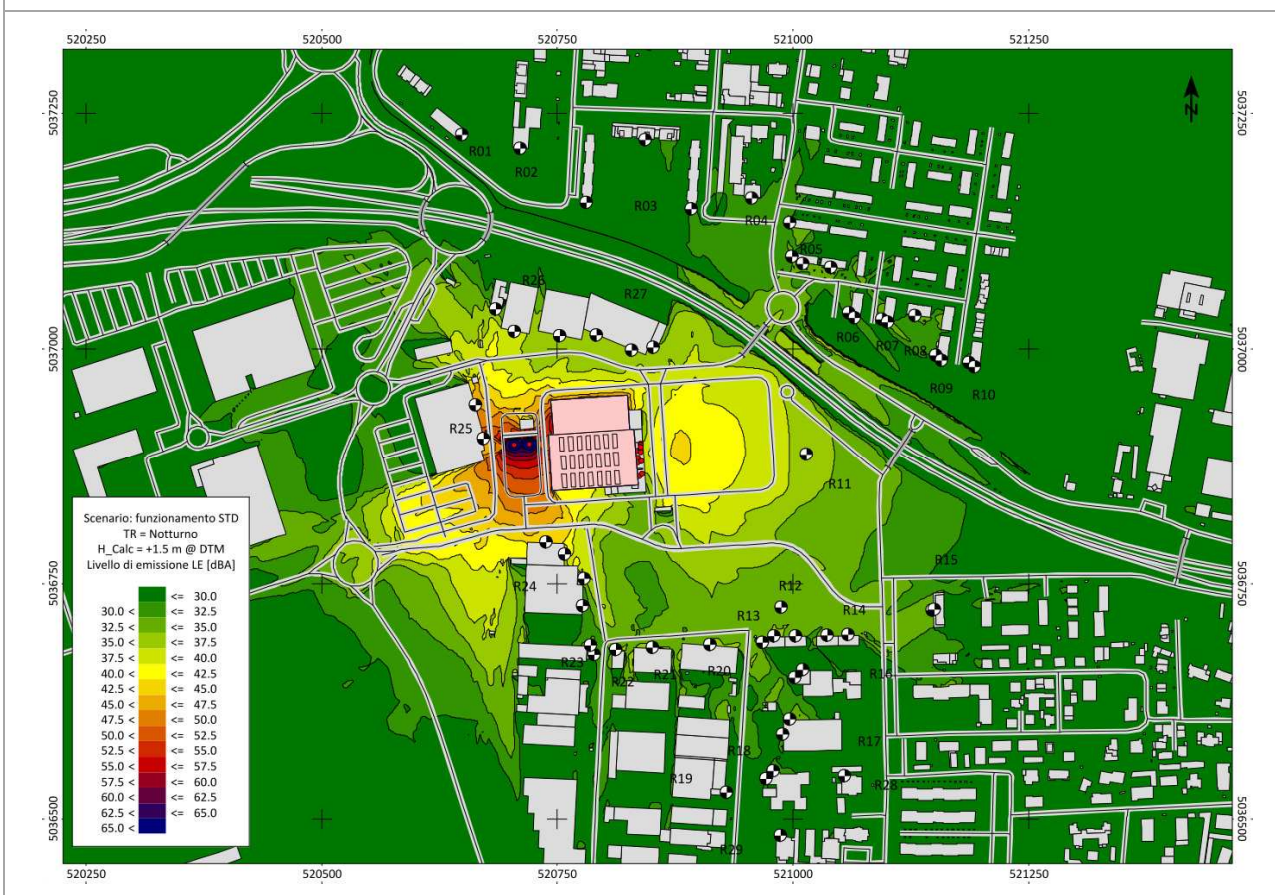 520250 520500 520750 521000 521250
5037250 5037250
5037000 5037000
5036750 5036750
5036500 5036500
N
R01
R02
R03
R04
R05
R26
R27
R06
R07
R08
R09
R10
R25
R11
R15
R24
R12
R13
R14
R23
R22
R21
R20
R16
R18
R17
R19
R28
R29
Scenario: funzionamento STD
TR = Notturno
H_Calc = +1.5 m @ DTM
Livello di emissione LE [dBA]
<= 30.0
30.0 < <= 32.5
32.5 < <= 35.0
35.0 < <= 37.5
37.5 < <= 40.0
40.0 < <= 42.5
42.5 < <= 45.0
45.0 < <= 47.5
47.5 < <= 50.0
50.0 < <= 52.5
52.5 < <= 55.0
55.0 < <= 57.5
57.5 < <= 60.0
60.0 < <= 62.5
62.5 < <= 65.0
65.0 <
520250 520500 520750 521000 521250